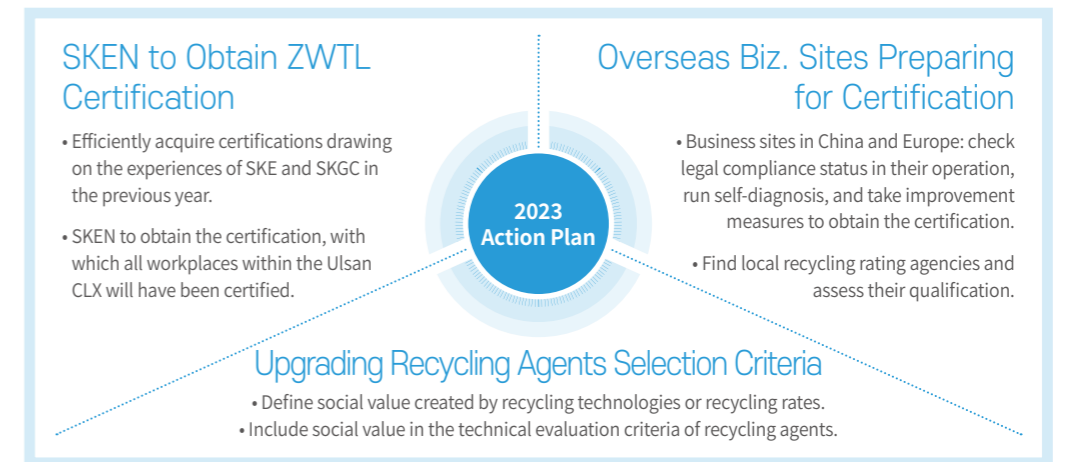 SKEN to Obtain ZWTL
Certification
• Efficiently acquire certifications drawing
on the experiences of SKE and SKGC in
the previous year.
• SKEN to obtain the certification, with
which all workplaces within the Ulsan
CLX will have been certified.
Overseas Biz. Sites Preparing
for Certification
• Business sites in China and Europe: check
legal compliance status in their operation,
run self-diagnosis, and take improvement
measures to obtain the certification.
• Find local recycling rating agencies and
assess their qualification.
2023
Action Plan
Upgrading Recycling Agents Selection Criteria
• Define social value created by recycling technologies or recycling rates.
• Include social value in the technical evaluation criteria of recycling agents.